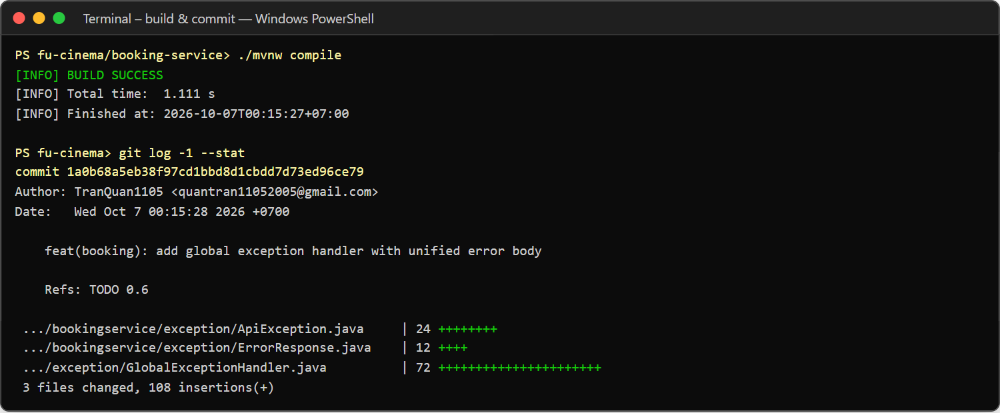 Terminal – build & commit — Windows PowerShell
PS fu-cinema/booking-service> ./mvnw compile
[INFO] BUILD SUCCESS
[INFO] Total time:  1.111 s
[INFO] Finished at: 2026-10-07T00:15:27+07:00
PS fu-cinema> git log -1 --stat
commit 1a0b68a5eb38f97cd1bbd8d1cbdd7d73ed96ce79
Author: TranQuan1105 <quantran11052005@gmail.com>
Date:   Wed Oct 7 00:15:28 2026 +0700
    feat(booking): add global exception handler with unified error body
    Refs: TODO 0.6
 .../bookingservice/exception/ApiException.java     | 24 ++++++++
 .../bookingservice/exception/ErrorResponse.java    | 12 ++++
 .../exception/GlobalExceptionHandler.java          | 72 ++++++++++++++++++++++
 3 files changed, 108 insertions(+)